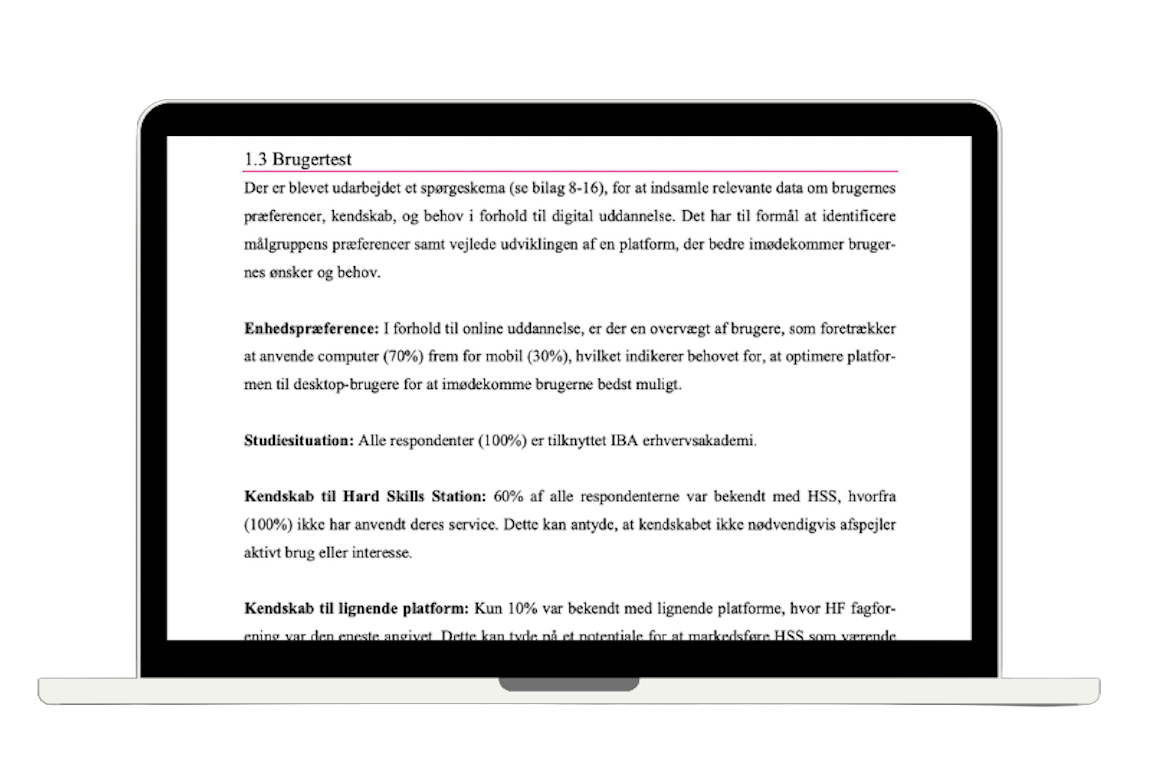 1.3 Brugertest
Der er blevet udarbejdet et spørgeskema (se bilag 8-16), for at indsamle relevante data om brugernes
præferencer, kendskab, og behov i forhold til digital uddannelse. Det har til formål at identificere
målgruppens præferencer samt vejlede udviklingen af en platform, der bedre imødekommer bruger-
nes ønsker og behov.
Enhedspræference: I forhold til online uddannelse, er der en overvægt af brugere, som foretrækker
at anvende computer (70%) frem for mobil (30%), hvilket indikerer behovet for, at optimere platfor-
men til desktop-brugere for at imødekomme brugerne bedst muligt.
Studiesituation: Alle respondenter (100%) er tilknyttet IBA erhvervsakademi.
Kendskab til Hard Skills Station: 60% af alle respondenterne var bekendt med HSS, hvorfra
(100%) ikke har anvendt deres service. Dette kan antyde, at kendskabet ikke nødvendigvis afspejler
aktivt brug eller interesse.
Kendskab til lignende platform: Kun 10% var bekendt med lignende platforme, hvor HF fagfor-
ening var den eneste angivet. Dette kan tyde på et potentiale for at markedsføre HSS som værende